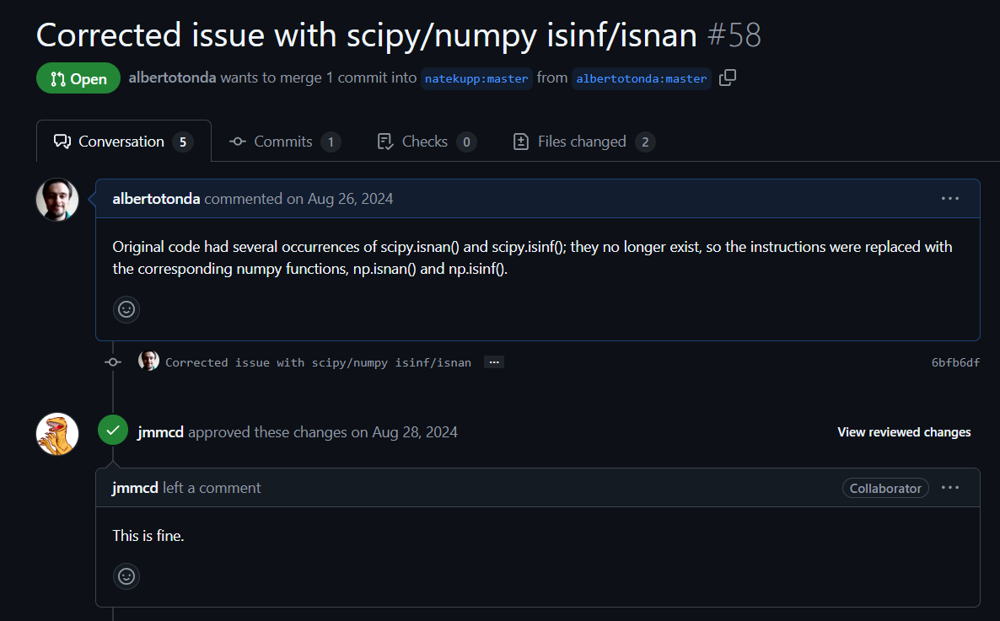 Corrected issue with scipy/numpy isinf/isnan #58
Open albertotonda wants to merge 1 commit into natekupp:master from albertotonda:master
Conversation 5 Commits 1 Checks 0 Files changed 2
albertotonda commented on Aug 26, 2024
Original code had several occurrences of scipy.isnan() and scipy.isinf(); they no longer exist, so the instructions were replaced with
the corresponding numpy functions, np.isnan() and np.isinf().
Corrected issue with scipy/numpy isinf/isnan ... 6bfb6df
jmmcd approved these changes on Aug 28, 2024 View reviewed changes
jmmcd left a comment Collaborator
This is fine.